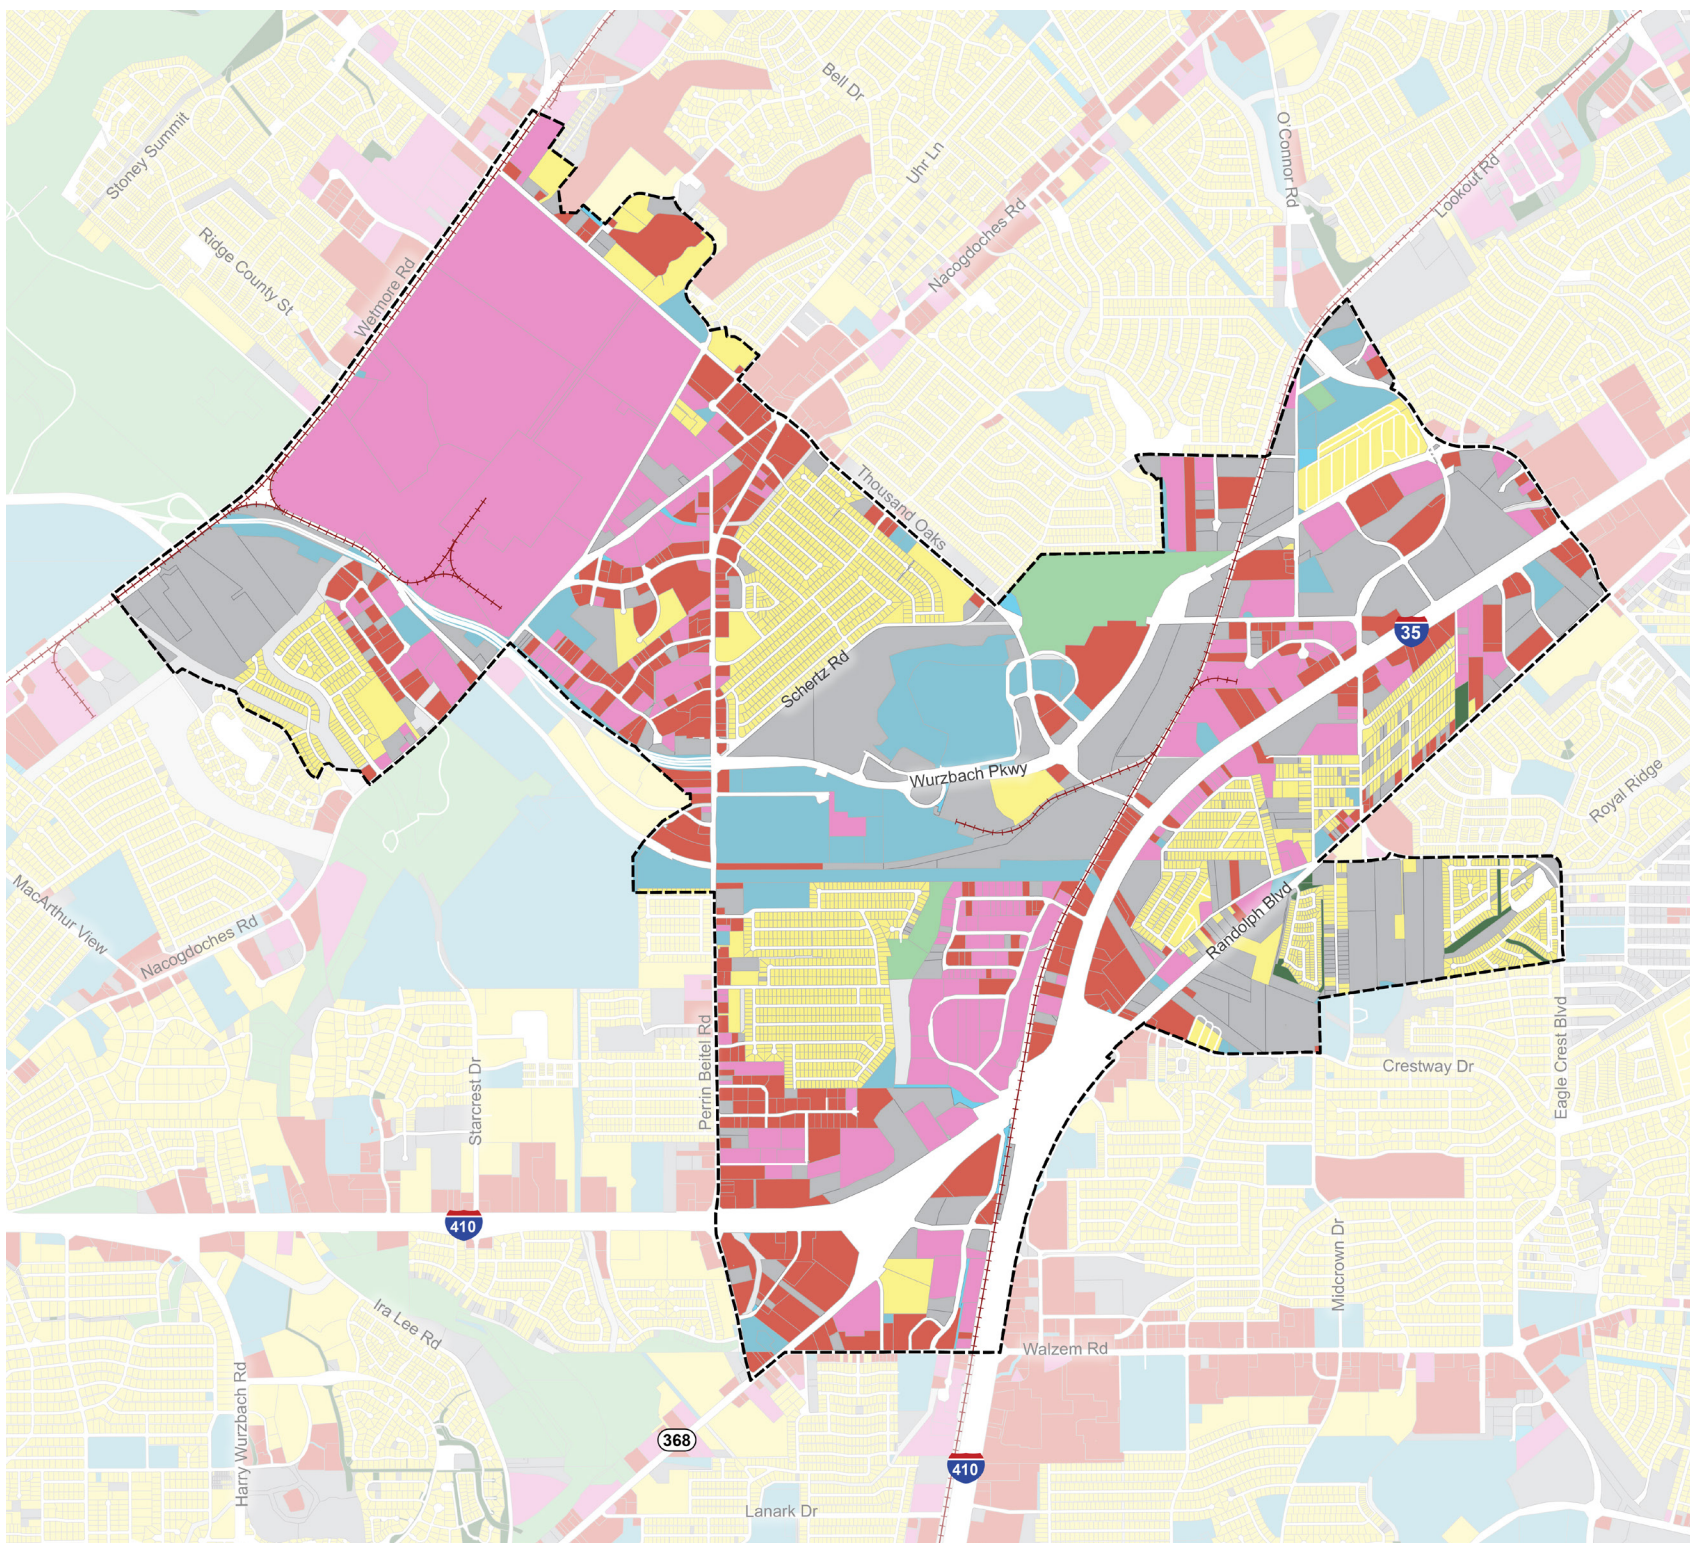 Bell Dr
Stoney Summit
O'Connor Rd
Uhr Ln
Lookout Rd
Ridge County St
Nacogdoches Rd
Wetmore Rd
Thousand Oaks
35
Schertz Rd
Wurzbach Pkwy
Royal Ridge
MacArthur View
Nacogdoches Rd
Randolph Blvd
Perrin Beitel Rd
Starcrest Dr
Eagle Crest Blvd
Crestway Dr
410
Midcrown Dr
Ira Lee Rd
Walzem Rd
Harry Wurzbach Rd
368
410
Lanark Dr